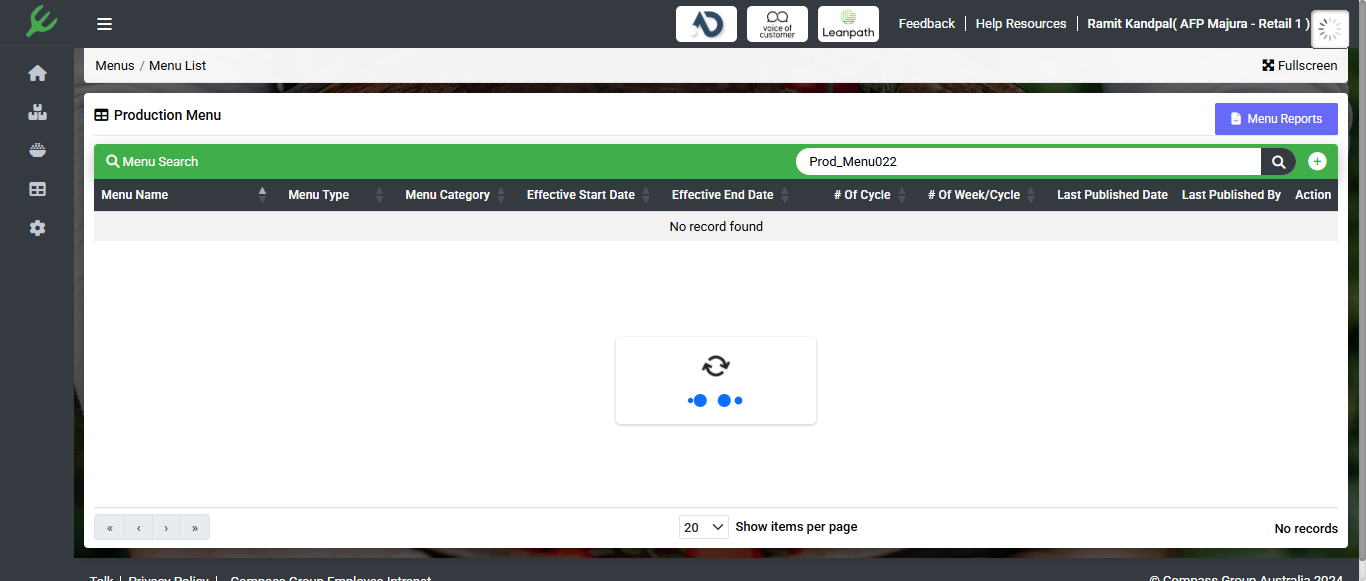 voice of
customer
Leanpath
Feedback
Help Resources
Ramit Kandpal( AFP Majura - Retail 1 )
Menus / Menu List
Fullscreen
Production Menu
Menu Reports
Menu Search
Prod_Menu022
Menu Name Menu Type Menu Category Effective Start Date Effective End Date # Of Cycle # Of Week/Cycle Last Published Date Last Published By Action
No record found
« ‹ › »
20 Show items per page
No records
Talk | Privacy Policy | Compass Group Employee Intranet
© Compass Group Australia 2024